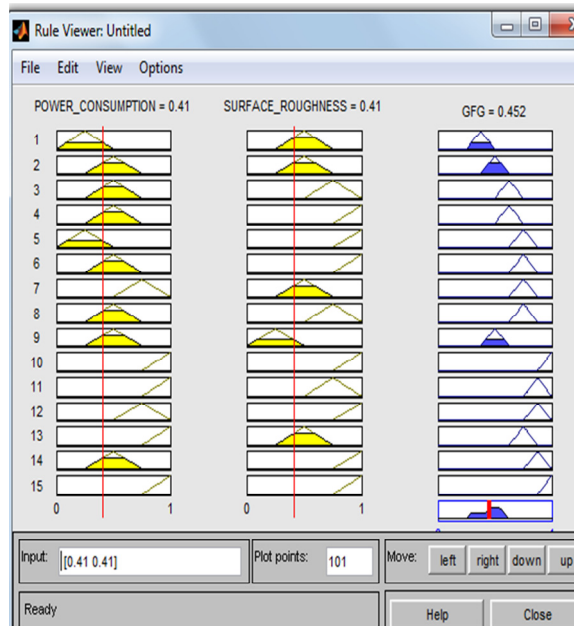 Rule Viewer: Untitled
File Edit View Options
POWER_CONSUMPTION = 0.41 SURFACE_ROUGHNESS = 0.41 GFG = 0.452
1
2
3
4
5
6
7
8
9
10
11
12
13
14
15
0 1 0 1
Input: [0.41 0.41] Plot points: 101 Move: left right down up
Ready Help Close